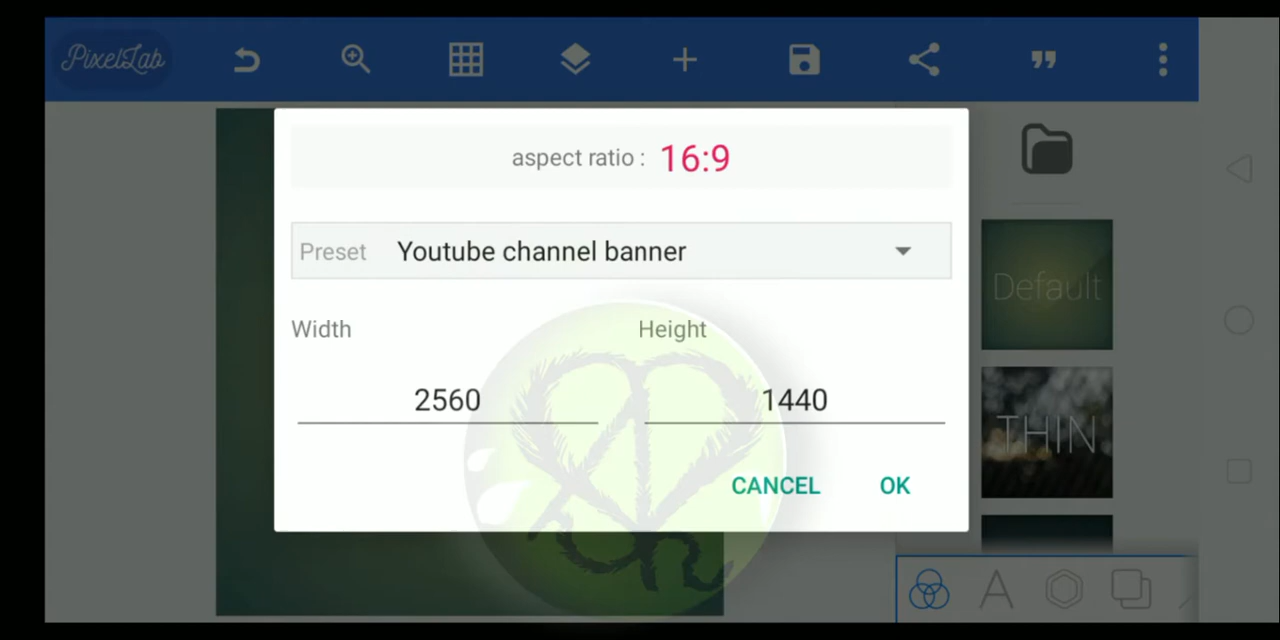 PixelLab
aspect ratio : 16:9
Preset Youtube channel banner
Width Height
2560 1440
CANCEL OK
Default
THIN
A